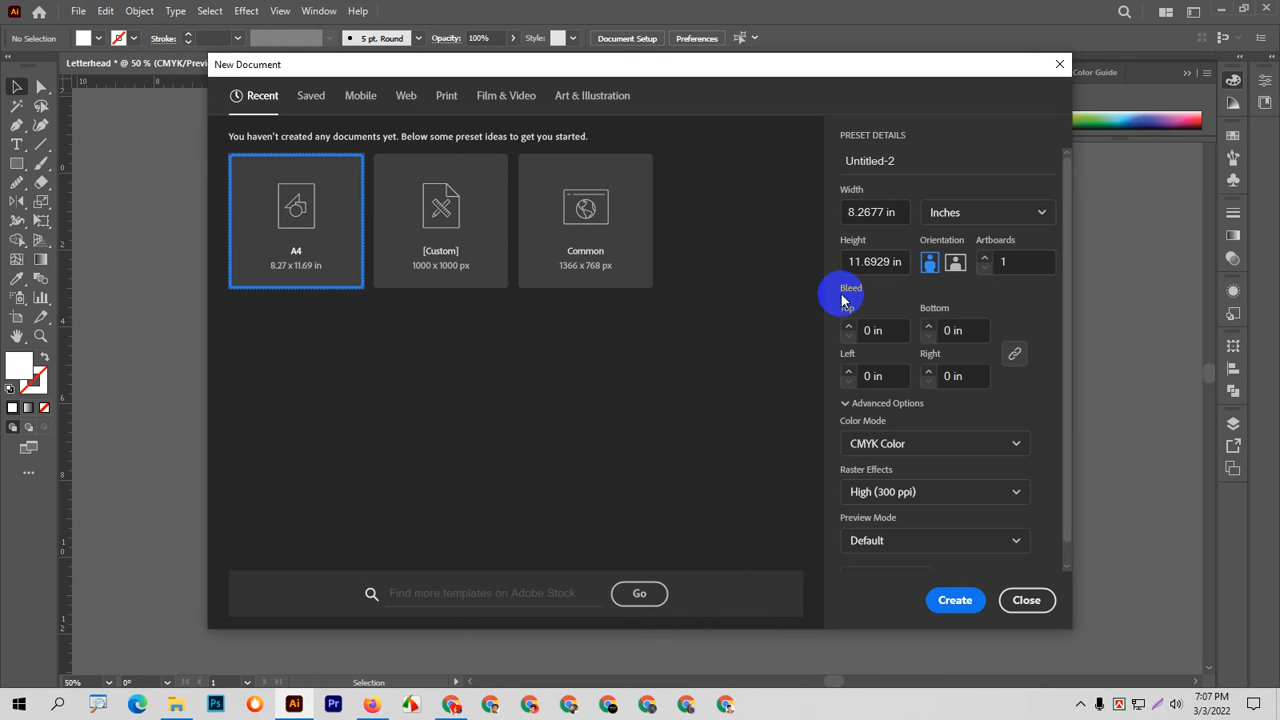 Ai File Edit Object Type Select Effect View Window Help
No Selection Stroke: 5 pt. Round Opacity: 100% Style: Document Setup Preferences
Letterhead * @ 50 % (CMYK/Previ
Color Guide
New Document
Recent Saved Mobile Web Print Film & Video Art & Illustration
You haven't created any documents yet. Below some preset ideas to get you started.
A4
8.27 x 11.69 in
[Custom]
1000 x 1000 px
Common
1366 x 768 px
PRESET DETAILS
Untitled-2
Width
8.2677 in Inches
Height Orientation Artboards
11.6929 in 1
Bleed
Top Bottom
0 in 0 in
Left Right
0 in 0 in
Advanced Options
Color Mode
CMYK Color
Raster Effects
High (300 ppi)
Preview Mode
Default
Find more templates on Adobe Stock Go
Create Close
50% 0° 1 Selection
Ps Ai Pr
7:07 PM
3/3/2022